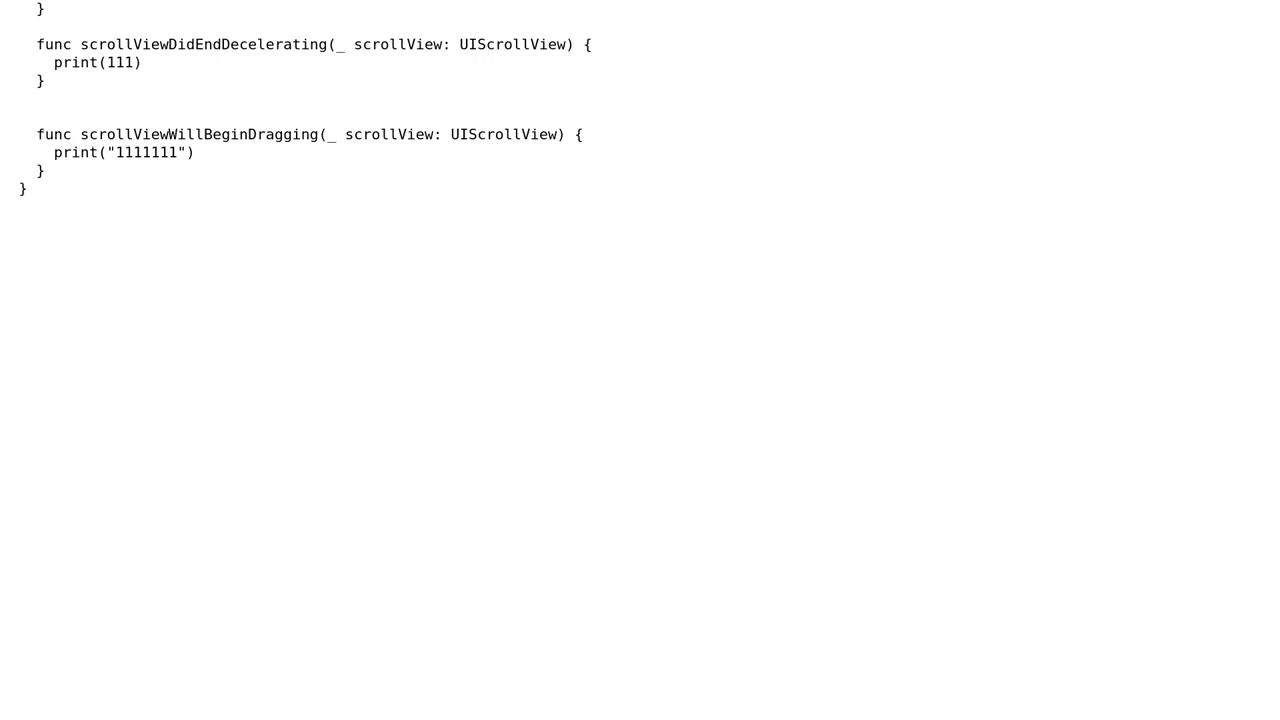 }
func scrollViewDidEndDecelerating(_ scrollView: UIScrollView) {
print(111)
}
func scrollViewWillBeginDragging(_ scrollView: UIScrollView) {
print("1111111")
}
}